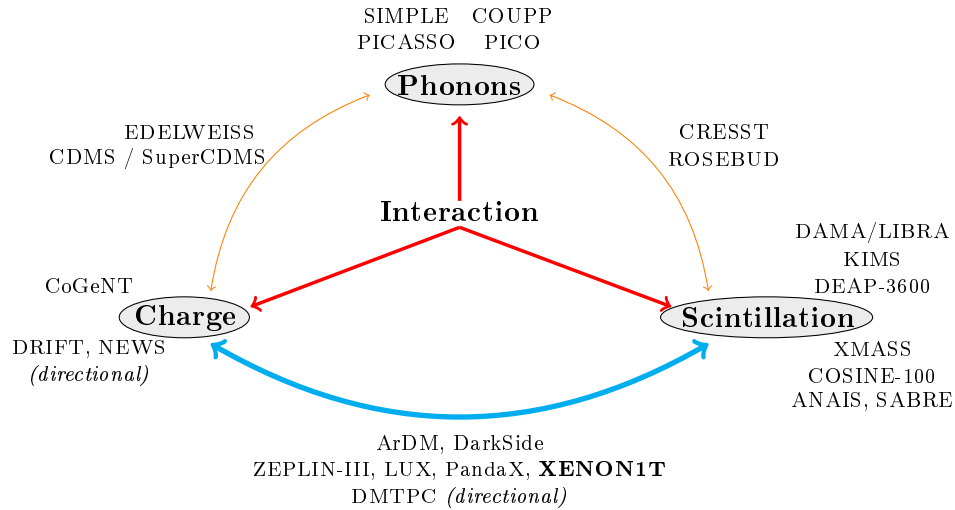 SIMPLE COUPP
PICASSO PICO
Phonons
EDELWEISS
CDMS / SuperCDMS
CRESST
ROSEBUD
Interaction
DAMA/LIBRA
KIMS
DEAP-3600
CoGeNT
Charge
Scintillation
DRIFT, NEWS
(directional)
XMASS
COSINE-100
ANAIS, SABRE
ArDM, DarkSide
ZEPLIN-III, LUX, PandaX, XENON1T
DMTPC (directional)